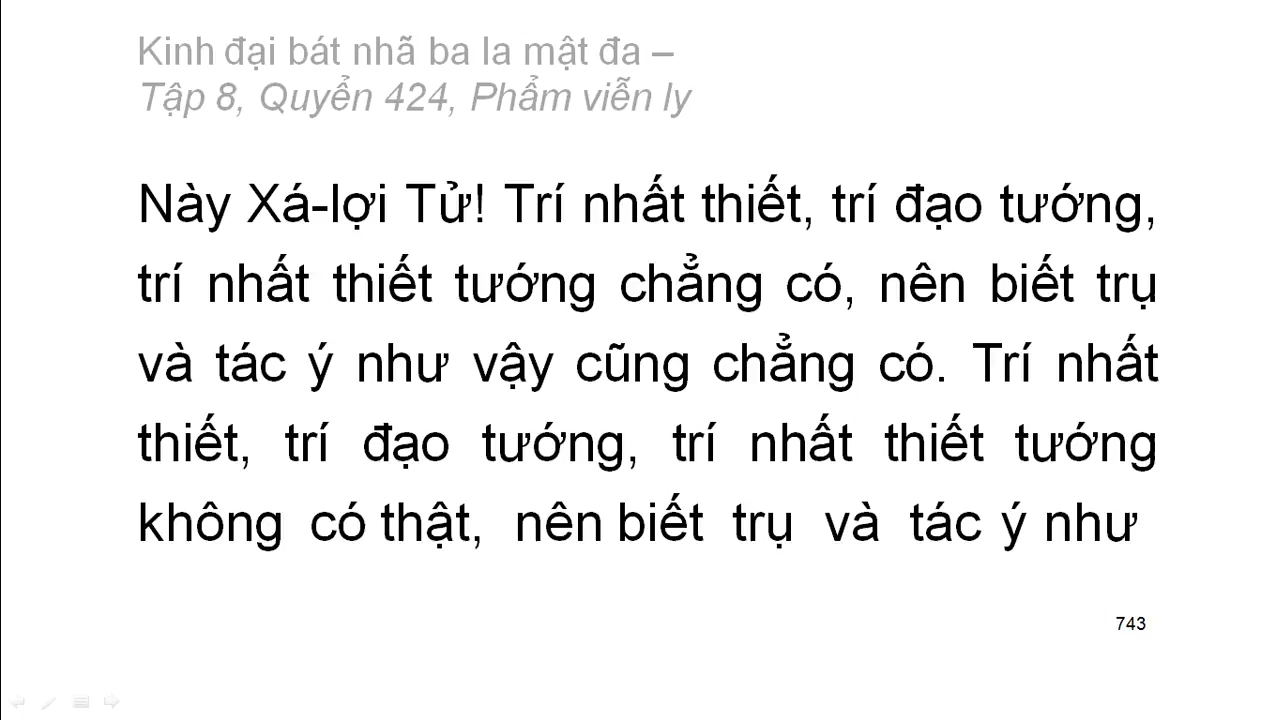 Kinh đại bát nhã ba la mật đa –
Tập 8, Quyển 424, Phẩm viễn ly
Này Xá-lợi Tử! Trí nhất thiết, trí đạo tướng,
trí nhất thiết tướng chẳng có, nên biết trụ
và tác ý như vậy cũng chẳng có. Trí nhất
thiết, trí đạo tướng, trí nhất thiết tướng
không có thật, nên biết trụ và tác ý như
743